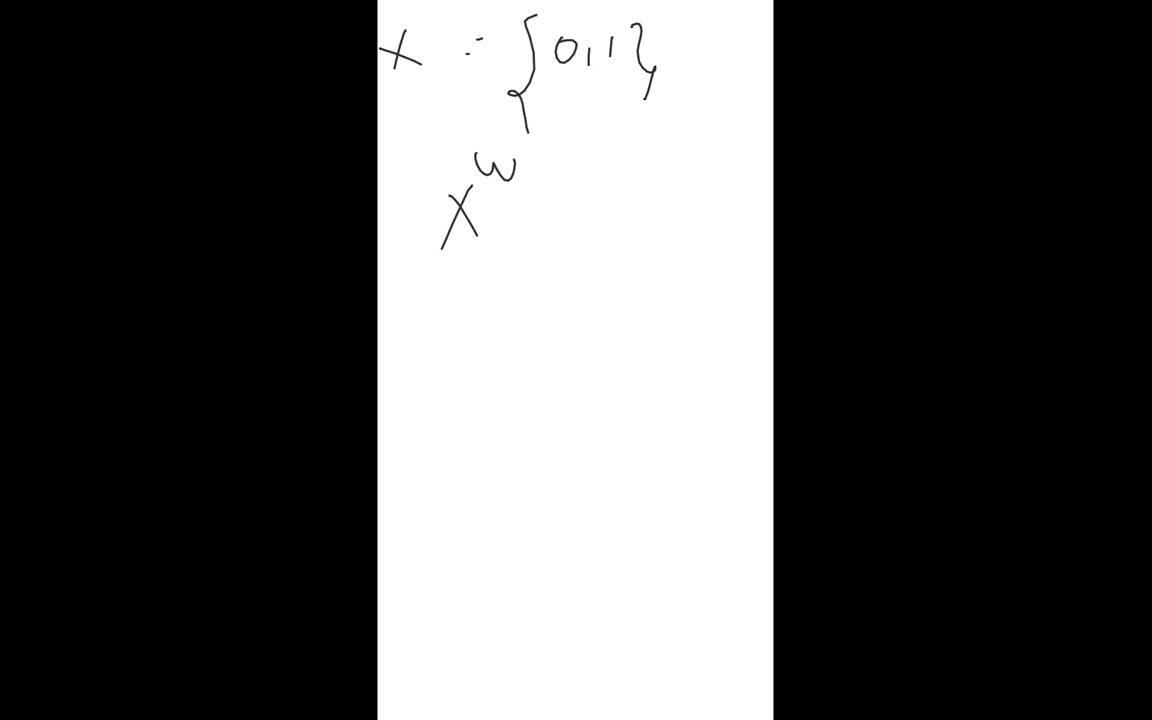 X = {0,1}
X^ω